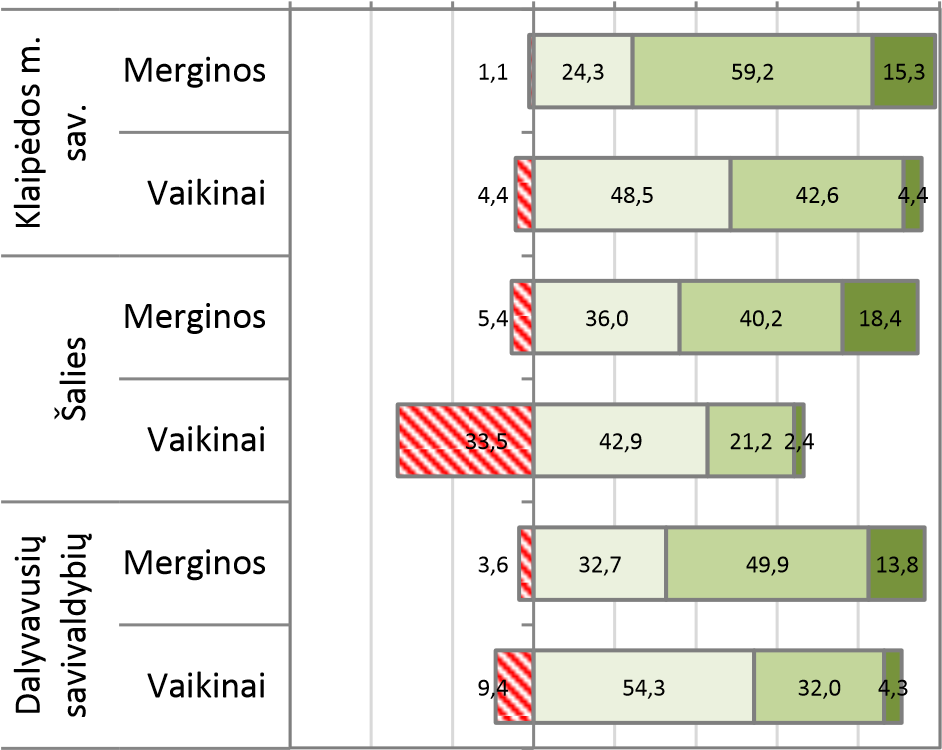 Klaipėdos m.
sav.
Merginos
1,1
24,3
59,2
15,3
Vaikinai
4,4
48,5
42,6
4,4
Šalies
Merginos
5,4
36,0
40,2
18,4
Vaikinai
33,5
42,9
21,2
2,4
Dalyvavusių
savivaldybių
Merginos
3,6
32,7
49,9
13,8
Vaikinai
9,4
54,3
32,0
4,3